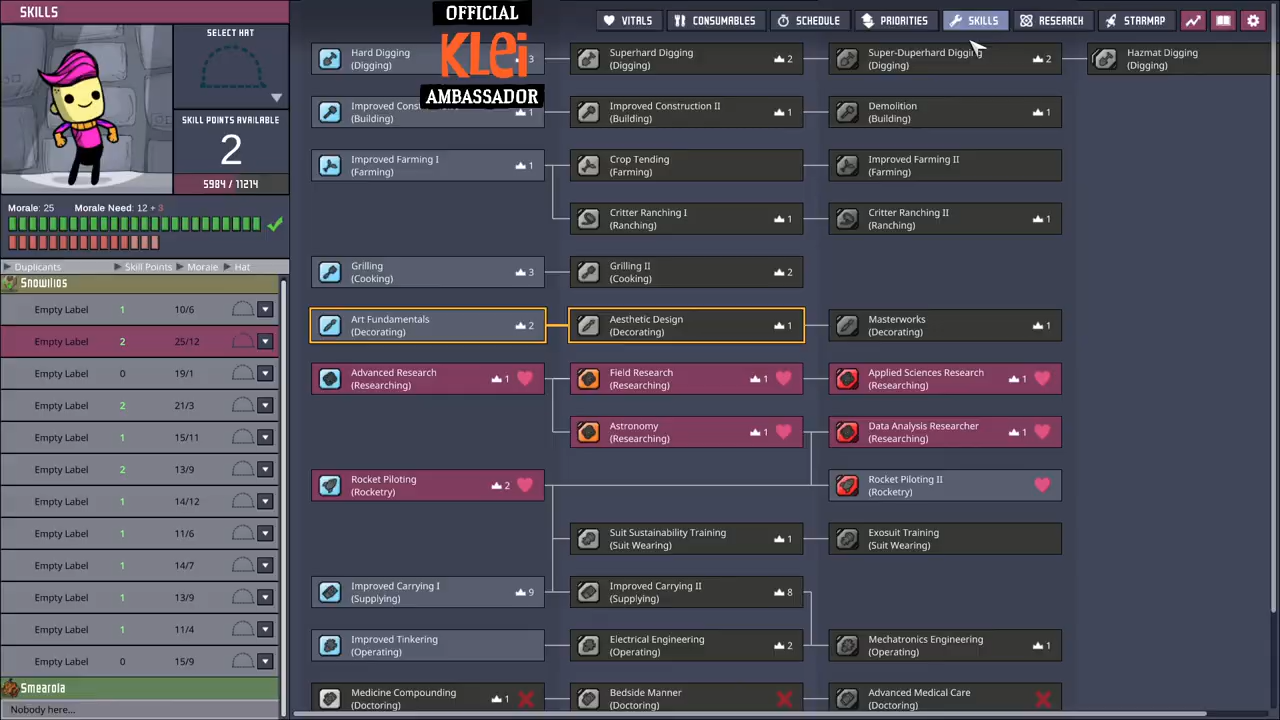 SKILLS
OFFICIAL
KLei
AMBASSADOR
VITALS
CONSUMABLES
SCHEDULE
PRIORITIES
SKILLS
RESEARCH
STARMAP
SELECT HAT
SKILL POINTS AVAILABLE
2
5984 / 11214
Morale: 25 Morale Need: 12 + 3
Duplicants Skill Points Morale Hat
Snowilios
Empty Label 1 10/6
Empty Label 2 25/12
Empty Label 0 19/1
Empty Label 2 21/3
Empty Label 1 15/11
Empty Label 2 13/9
Empty Label 1 14/12
Empty Label 1 11/6
Empty Label 1 14/7
Empty Label 1 13/9
Empty Label 1 11/4
Empty Label 0 15/9
Smearola
Nobody here...
Hard Digging
(Digging)
3
Superhard Digging
(Digging)
2
Super-Duperhard Digging
(Digging)
2
Hazmat Digging
(Digging)
Improved
(Building)
1
Improved Construction II
(Building)
1
Demolition
(Building)
1
Improved Farming I
(Farming)
1
Crop Tending
(Farming)
Improved Farming II
(Farming)
Critter Ranching I
(Ranching)
1
Critter Ranching II
(Ranching)
1
Grilling
(Cooking)
3
Grilling II
(Cooking)
2
Art Fundamentals
(Decorating)
2
Aesthetic Design
(Decorating)
1
Masterworks
(Decorating)
1
Advanced Research
(Researching)
1
Field Research
(Researching)
1
Applied Sciences Research
(Researching)
1
Astronomy
(Researching)
1
Data Analysis Researcher
(Researching)
1
Rocket Piloting
(Rocketry)
2
Rocket Piloting II
(Rocketry)
Suit Sustainability Training
(Suit Wearing)
1
Exosuit Training
(Suit Wearing)
Improved Carrying I
(Supplying)
9
Improved Carrying II
(Supplying)
8
Improved Tinkering
(Operating)
Electrical Engineering
(Operating)
2
Mechatronics Engineering
(Operating)
1
Medicine Compounding
(Doctoring)
1
Bedside Manner
(Doctoring)
Advanced Medical Care
(Doctoring)